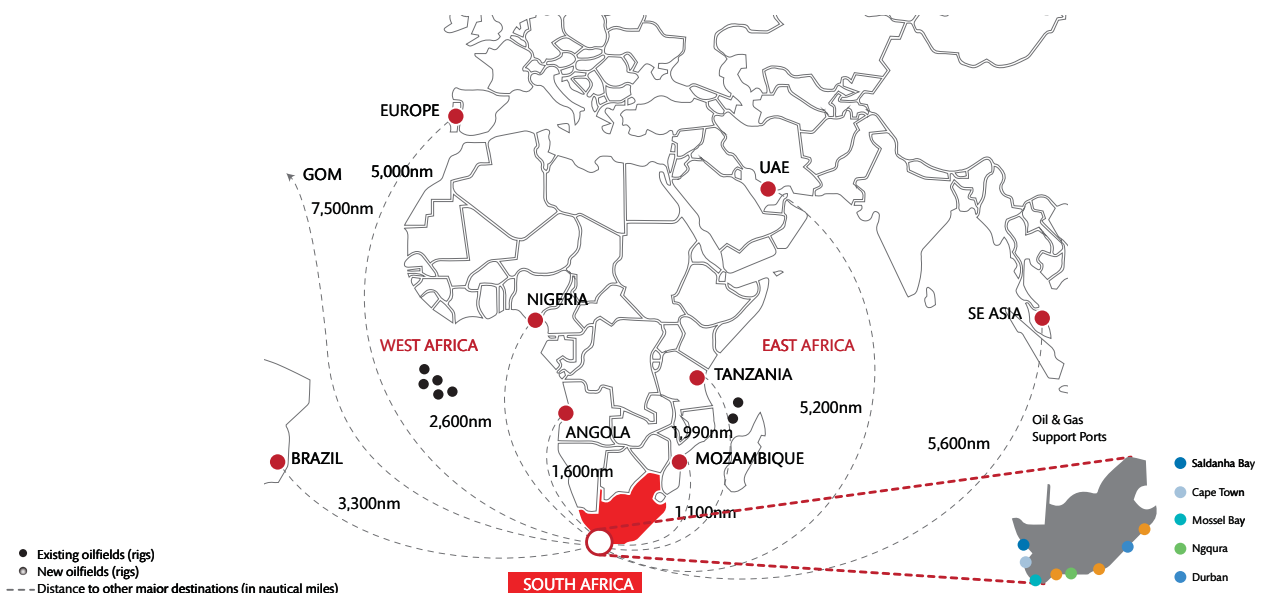 EUROPE
5,000nm
GOM
7,500nm
UAE
NIGERIA
SE ASIA
WEST AFRICA
EAST AFRICA
TANZANIA
5,200nm
2,600nm
ANGOLA
1,990nm
5,600nm
Oil & Gas
Support Ports
BRAZIL
MOZAMBIQUE
1,600nm
3,300nm
1,100nm
Saldanha Bay
Cape Town
Mossel Bay
Ngqura
Durban
Existing oilfields (rigs)
New oilfields (rigs)
Distance to other major destinations (in nautical miles)
SOUTH AFRICA